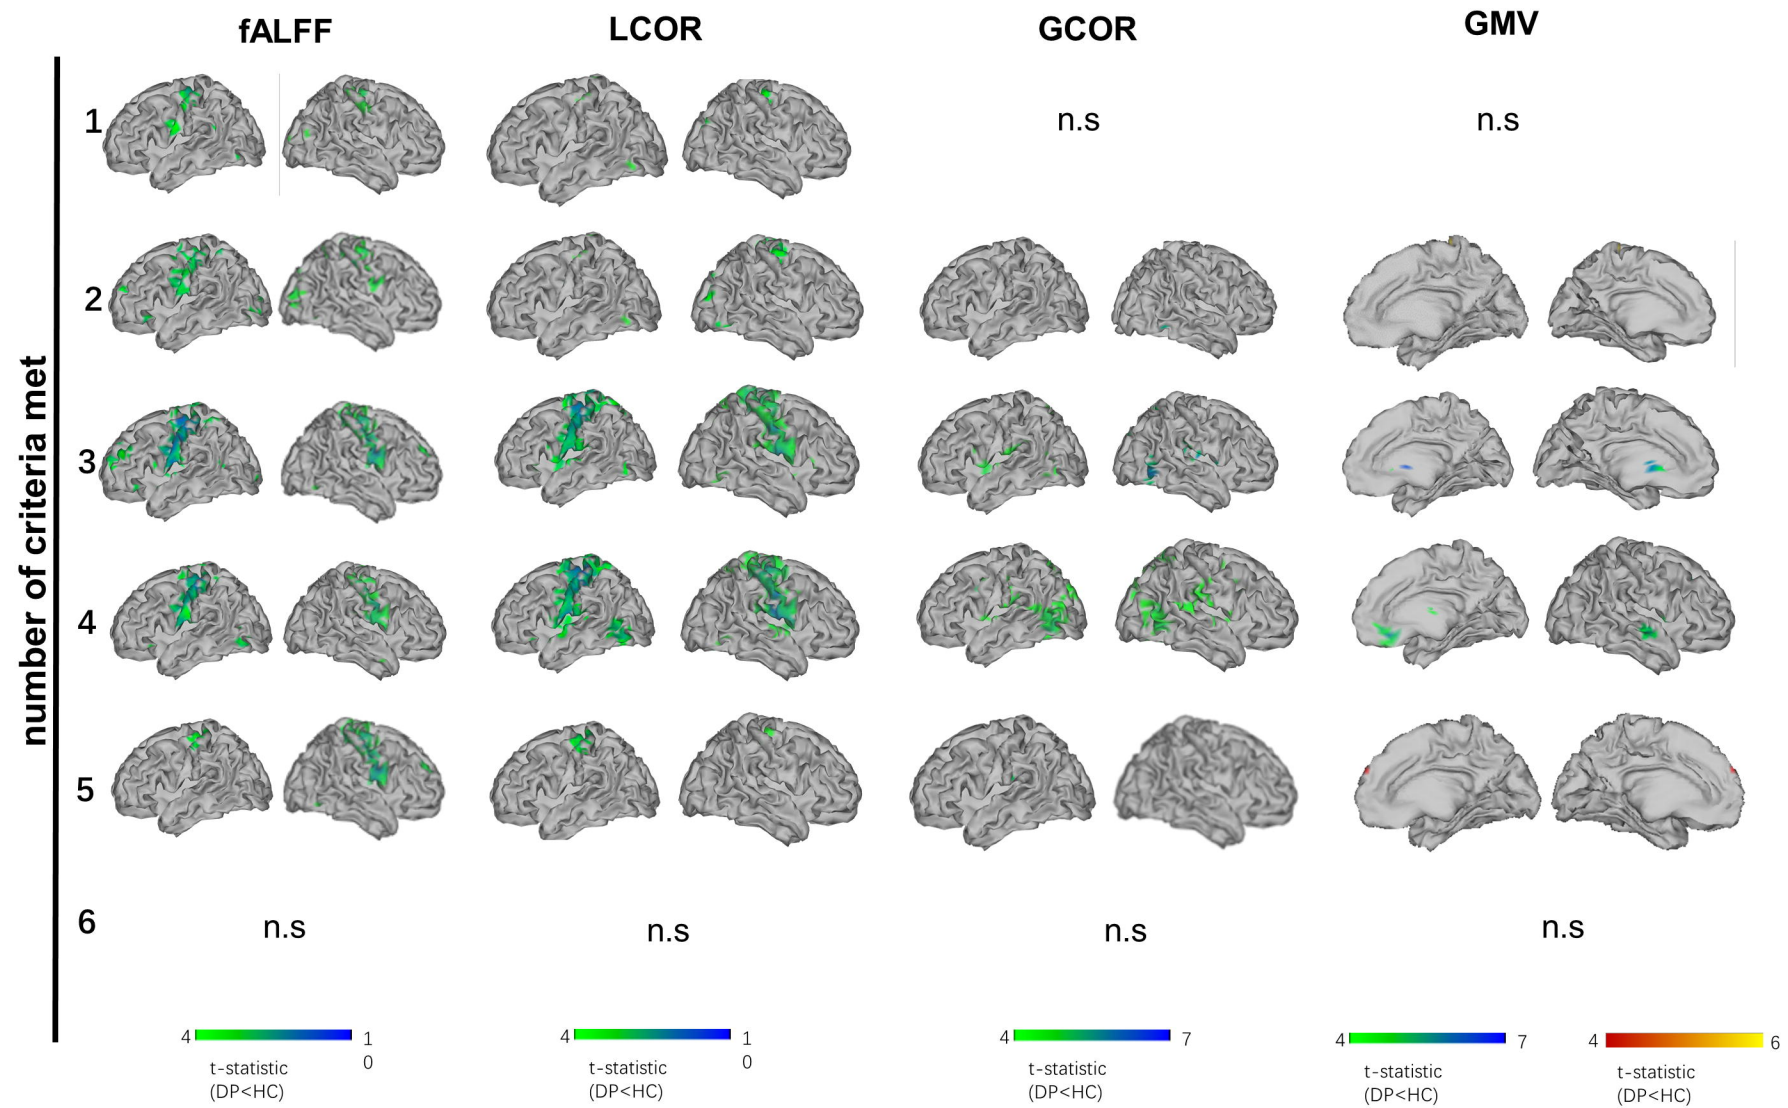 fALFF LCOR GCOR GMV
number of criteria met
1 n.s n.s
2
3
4
5
6 n.s n.s n.s n.s
4 1
0
t-statistic
(DP<HC)
4 1
0
t-statistic
(DP<HC)
4 7
t-statistic
(DP<HC)
4 7
t-statistic
(DP<HC)
4 6
t-statistic
(DP<HC)